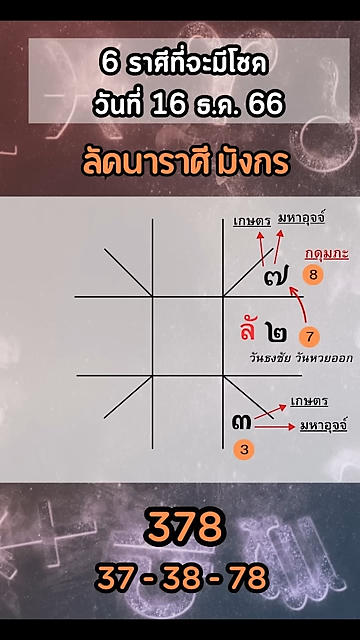 6 ราศีที่จะมีโชค
วันที่ 16 ธ.ค. 66
ลัคนาราศี มังกร
เกษตร มหาอุจจ์
กดุมภะ
๗ 8
ลั ๒ 7
วันธงชัย วันหวยออก
เกษตร
๓ มหาอุจจ์
3
378
37 - 38 - 78